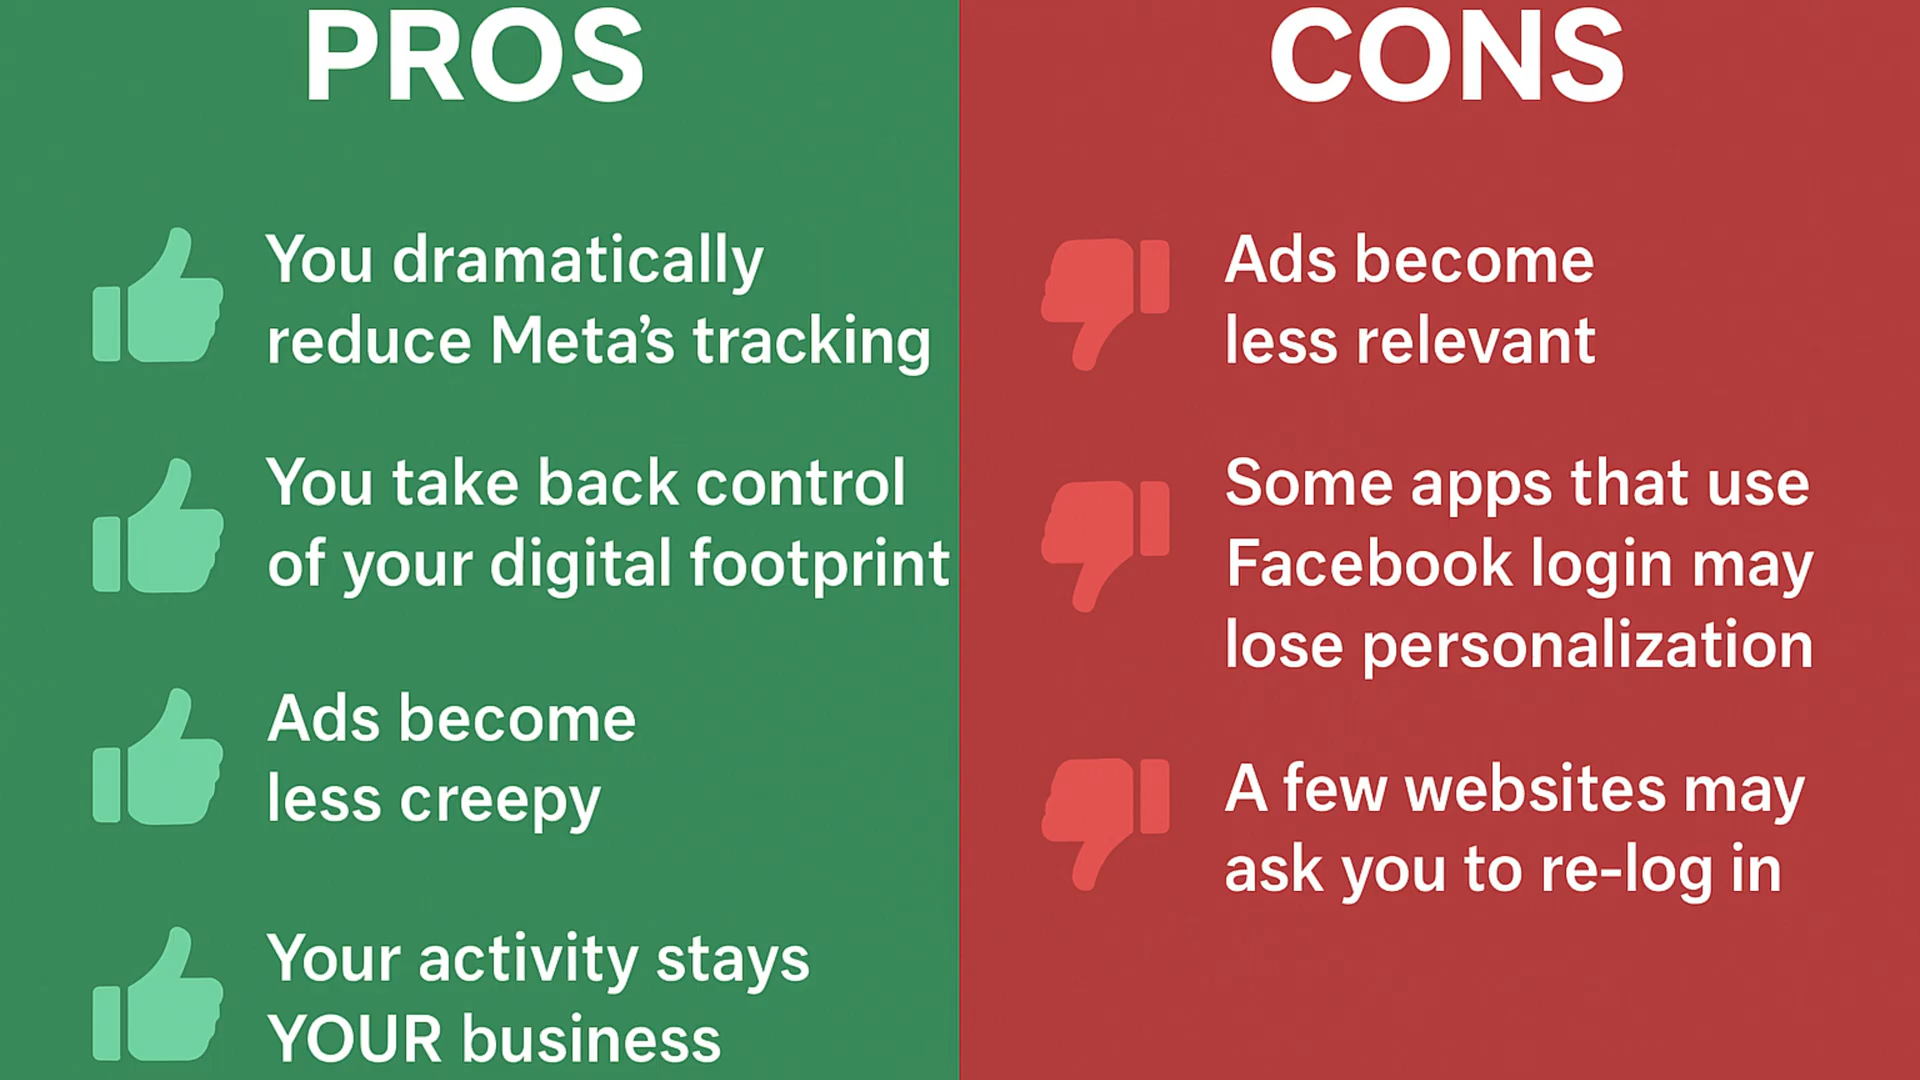 PROS
You dramatically
reduce Meta’s tracking
You take back control
of your digital footprint
Ads become
less creepy
Your activity stays
YOUR business
CONS
Ads become
less relevant
Some apps that use
Facebook login may
lose personalization
A few websites may
ask you to re-log in